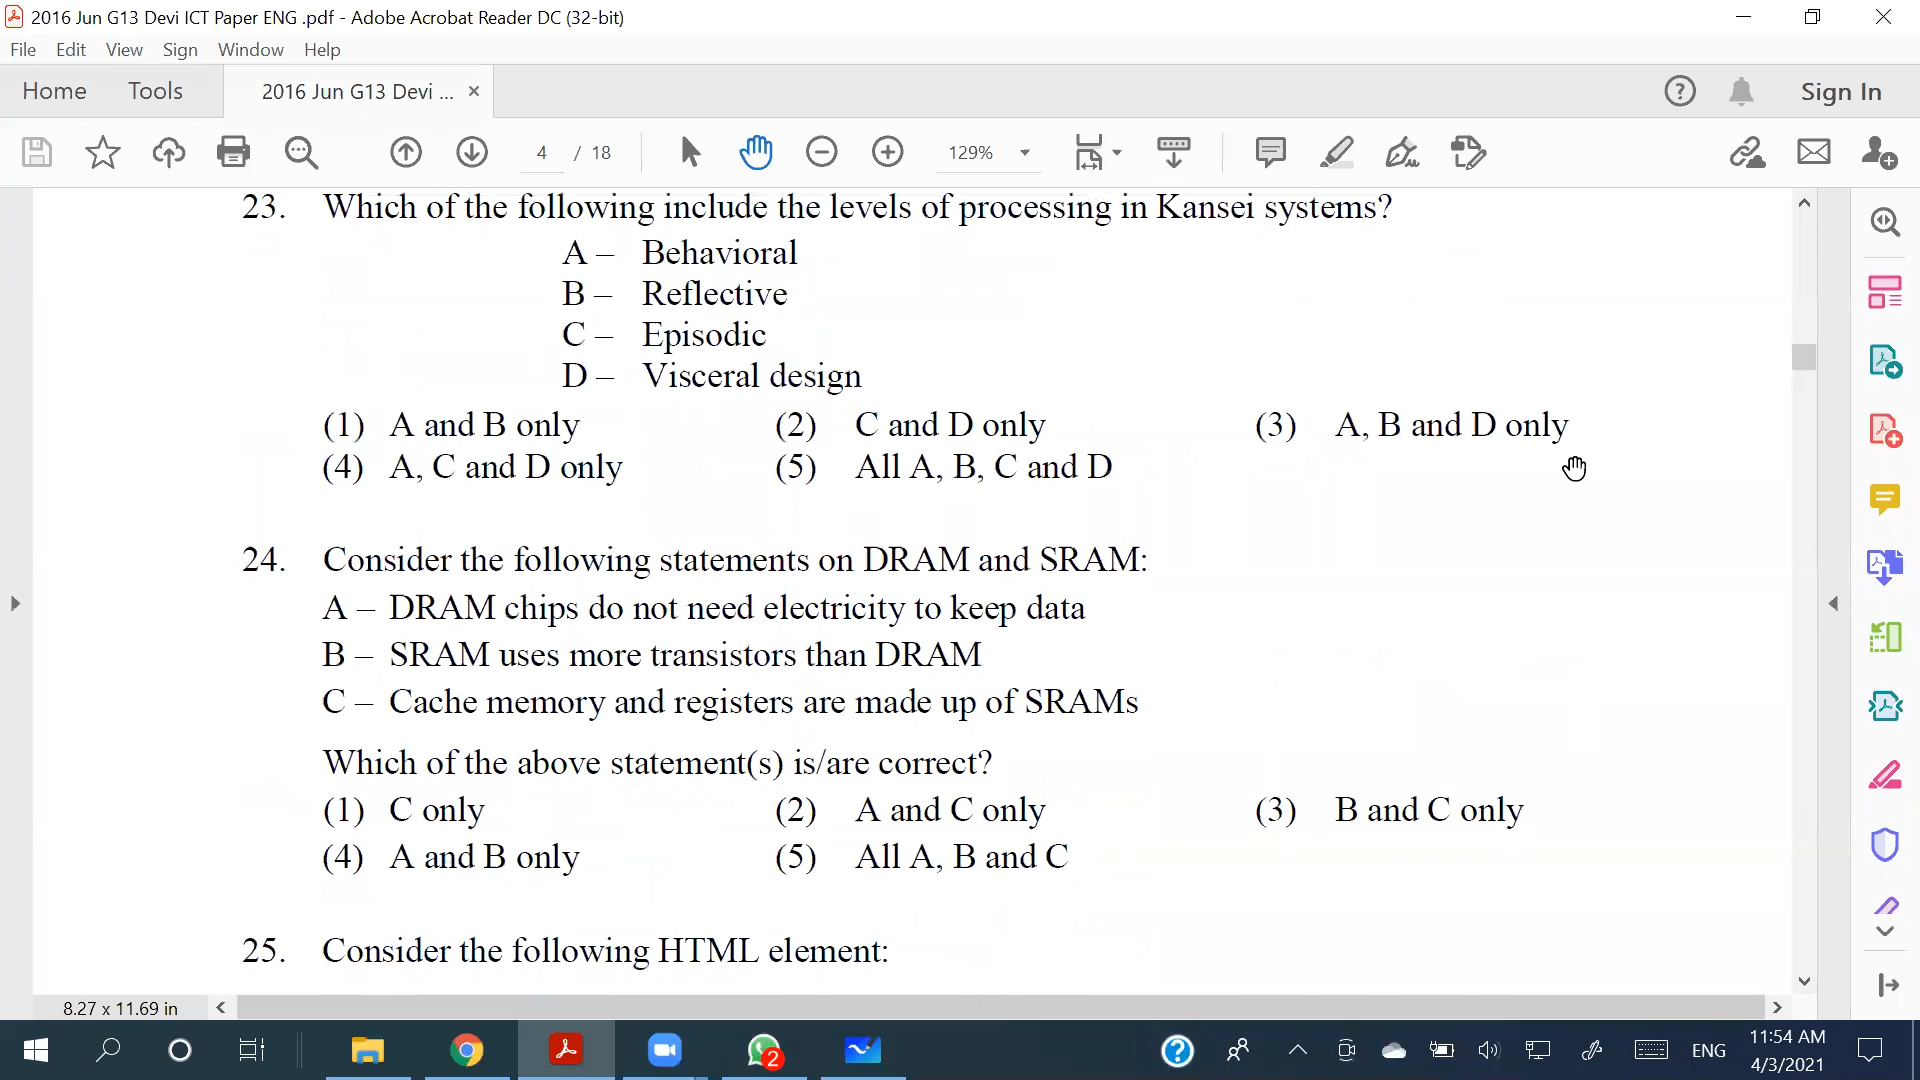 2016 Jun G13 Devi ICT Paper ENG .pdf - Adobe Acrobat Reader DC (32-bit)
File Edit View Sign Window Help
Home Tools 2016 Jun G13 Devi ... × Sign In
4 / 18 129%
23. Which of the following include the levels of processing in Kansei systems?
A – Behavioral
B – Reflective
C – Episodic
D – Visceral design
(1) A and B only (2) C and D only (3) A, B and D only
(4) A, C and D only (5) All A, B, C and D
24. Consider the following statements on DRAM and SRAM:
A – DRAM chips do not need electricity to keep data
B – SRAM uses more transistors than DRAM
C – Cache memory and registers are made up of SRAMs
Which of the above statement(s) is/are correct?
(1) C only (2) A and C only (3) B and C only
(4) A and B only (5) All A, B and C
25. Consider the following HTML element:
8.27 x 11.69 in
2
ENG
11:54 AM
4/3/2021